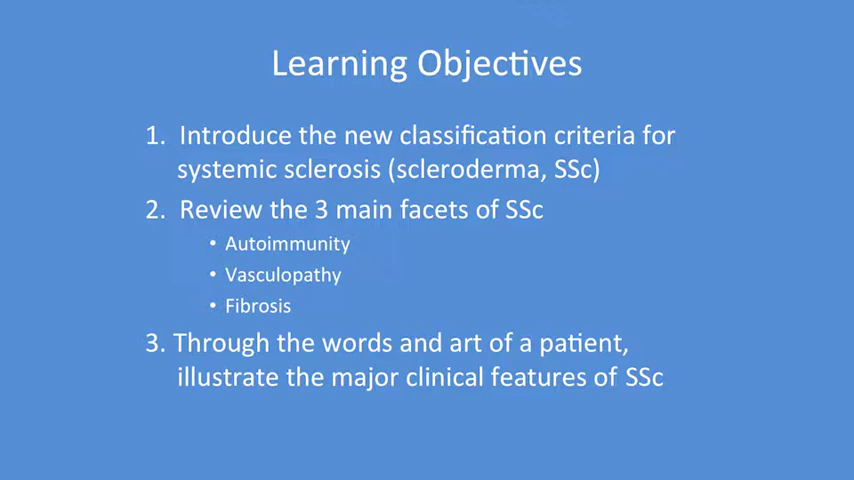 Learning Objectives
1. Introduce the new classification criteria for
systemic sclerosis (scleroderma, SSc)
2. Review the 3 main facets of SSc
• Autoimmunity
• Vasculopathy
• Fibrosis
3. Through the words and art of a patient,
illustrate the major clinical features of SSc